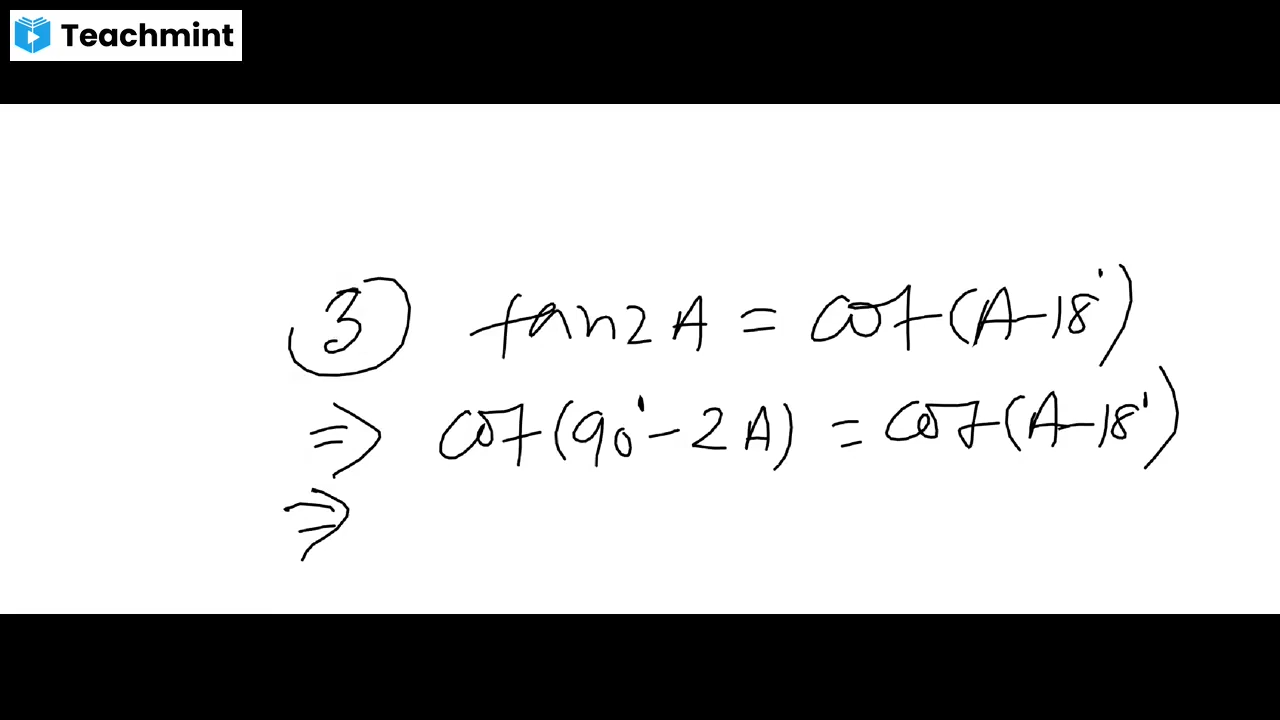 Teachmint
③ tan2A = cot(A-18°)
⇒ cot(90°-2A) = cot(A-18°)
⇒